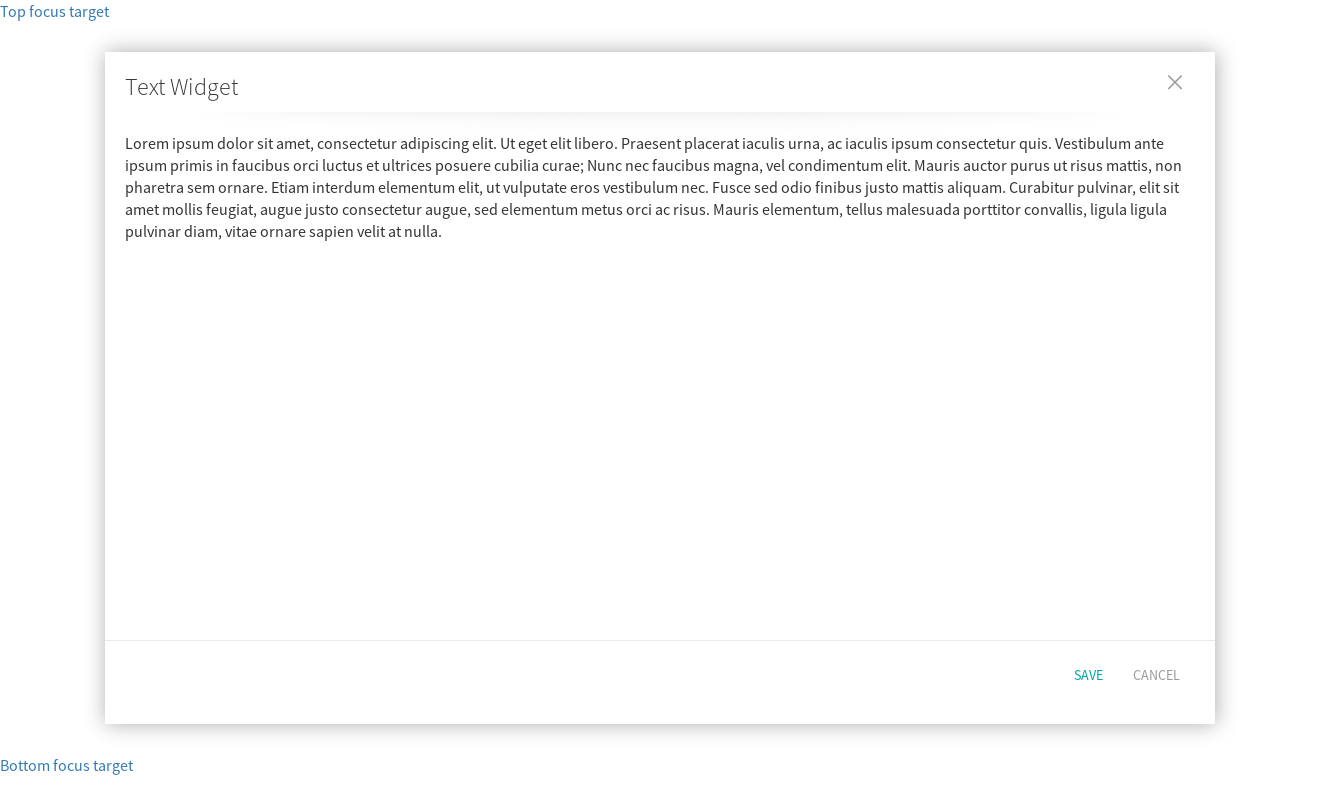 Top focus target
Text Widget
Lorem ipsum dolor sit amet, consectetur adipiscing elit. Ut eget elit libero. Praesent placerat iaculis urna, ac iaculis ipsum consectetur quis. Vestibulum ante
ipsum primis in faucibus orci luctus et ultrices posuere cubilia curae; Nunc nec faucibus magna, vel condimentum elit. Mauris auctor purus ut risus mattis, non
pharetra sem ornare. Etiam interdum elementum elit, ut vulputate eros vestibulum nec. Fusce sed odio finibus justo mattis aliquam. Curabitur pulvinar, elit sit
amet mollis feugiat, augue justo consectetur augue, sed elementum metus orci ac risus. Mauris elementum, tellus malesuada porttitor convallis, ligula ligula
pulvinar diam, vitae ornare sapien velit at nulla.
SAVE CANCEL
Bottom focus target